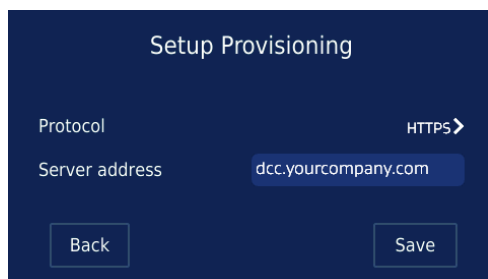 Setup Provisioning
Protocol HTTPS
Server address dcc.yourcompany.com
Back Save